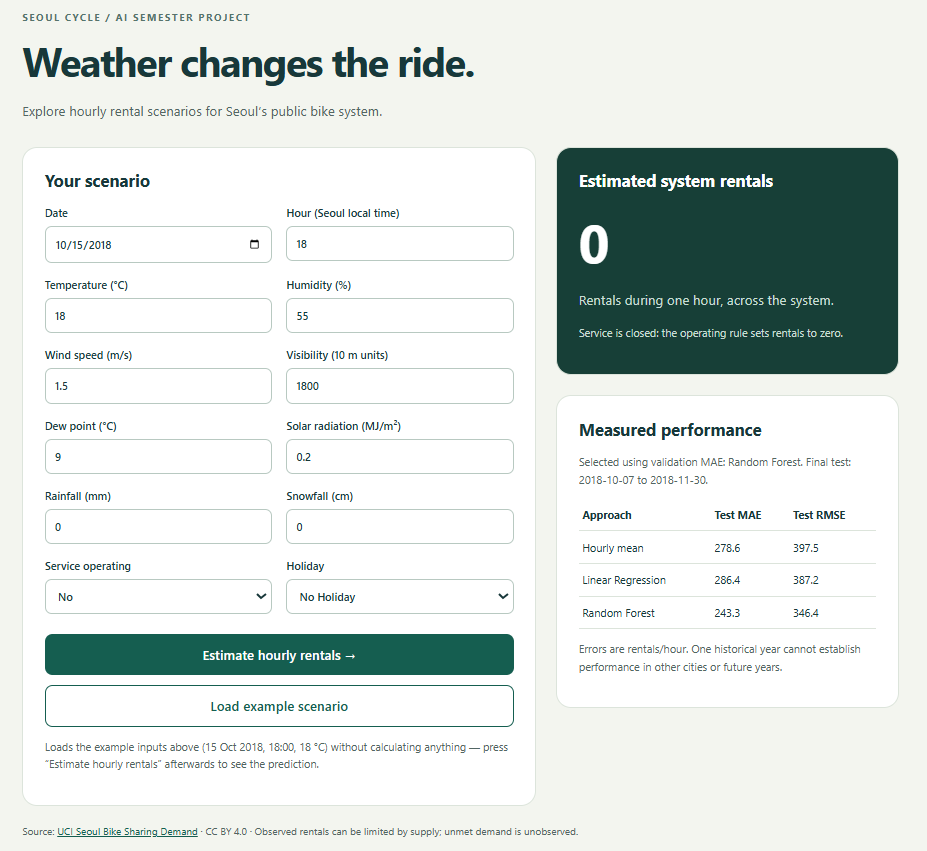 SEOUL CYCLE / AI SEMESTER PROJECT
Weather changes the ride.
Explore hourly rental scenarios for Seoul's public bike system.
Your scenario
Date
Hour (Seoul local time)
10/15/2018
18
Temperature (°C)
Humidity (%)
18
55
Wind speed (m/s)
Visibility (10 m units)
1.5
1800
Dew point (°C)
Solar radiation (MJ/m²)
9
0.2
Rainfall (mm)
Snowfall (cm)
0
0
Service operating
Holiday
No
No Holiday
Estimate hourly rentals →
Load example scenario
Loads the example inputs above (15 Oct 2018, 18:00, 18 °C) without calculating anything — press
"Estimate hourly rentals" afterwards to see the prediction.
Estimated system rentals
0
Rentals during one hour, across the system.
Service is closed: the operating rule sets rentals to zero.
Measured performance
Selected using validation MAE: Random Forest. Final test:
2018-10-07 to 2018-11-30.
Approach Test MAE Test RMSE
Hourly mean 278.6 397.5
Linear Regression 286.4 387.2
Random Forest 243.3 346.4
Errors are rentals/hour. One historical year cannot establish
performance in other cities or future years.
Source: UCI Seoul Bike Sharing Demand · CC BY 4.0 · Observed rentals can be limited by supply; unmet demand is unobserved.